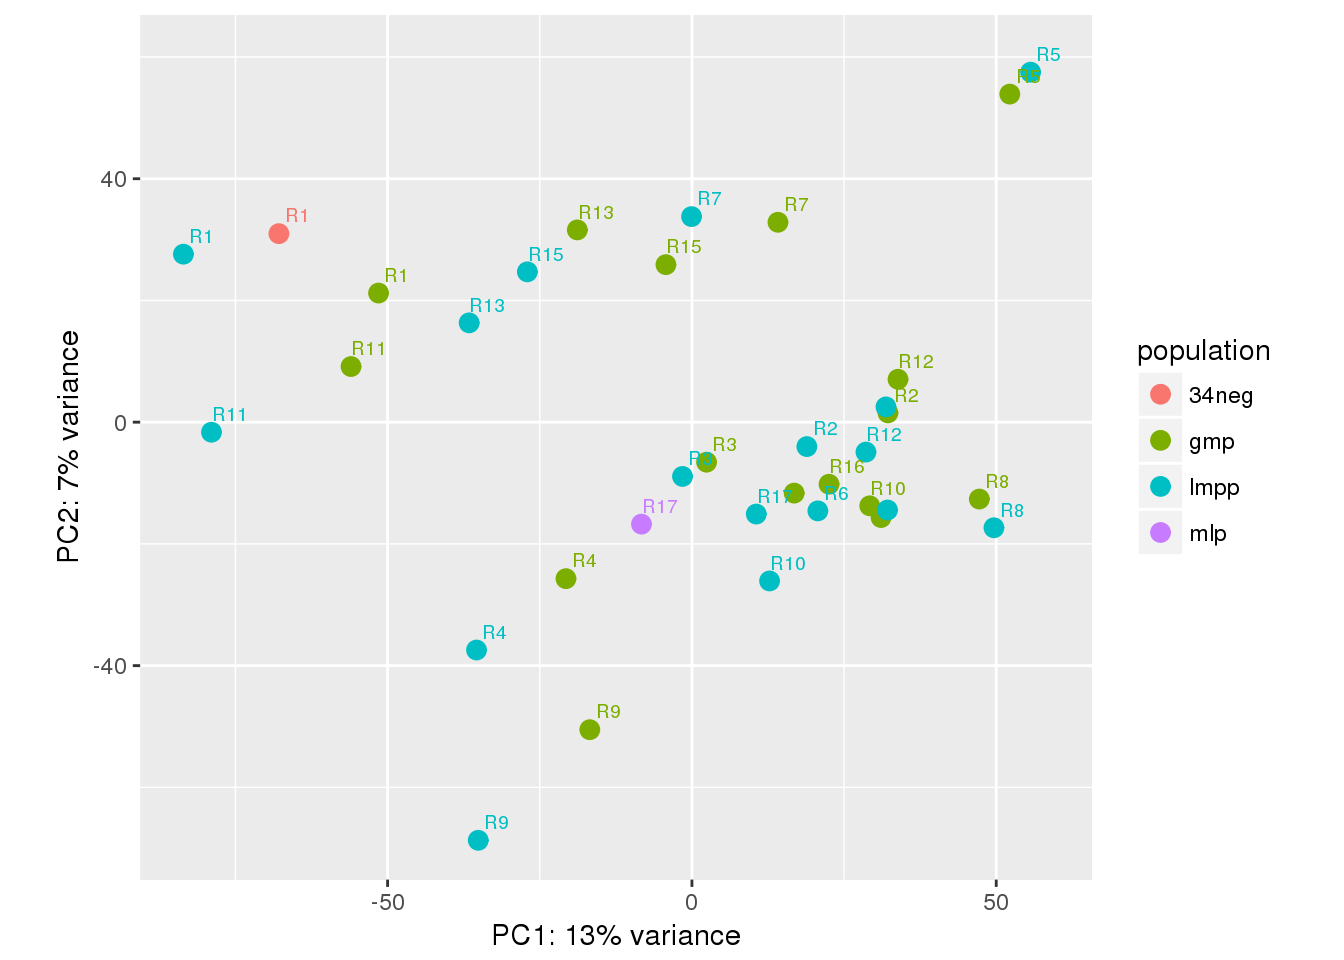 R5
40
R7
R7
R13
R1
R1
R15
R15
R1
R13
R11
R12
R2
0
R11
R2
R12
R3
R16
R8
R10
R6
R17
R17
R8
R4
R10
R4
-40
R9
R9
-50
0
50
PC1: 13% variance
PC2: 7% variance
population
34neg
gmp
lmpp
mlp